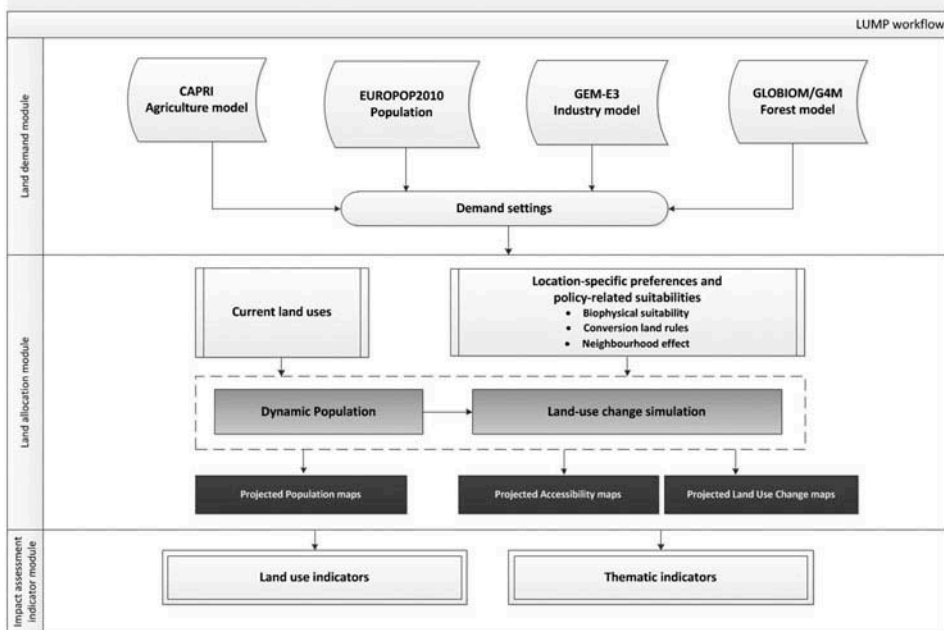 LUMP workflow
Land demand module
CAPRI
Agriculture model
EUROPOP2010
Population
GEM-E3
Industry model
GLOBIOM/G4M
Forest model
Demand settings
Land allocation module
Current land uses
Location-specific preferences and
policy-related suitabilities
• Biophysical suitability
• Conversion land rules
• Neighbourhood effect
Dynamic Population
Land-use change simulation
Projected Population maps
Projected Accessibility maps
Projected Land Use Change maps
Impact assessment
indicator module
Land use indicators
Thematic indicators